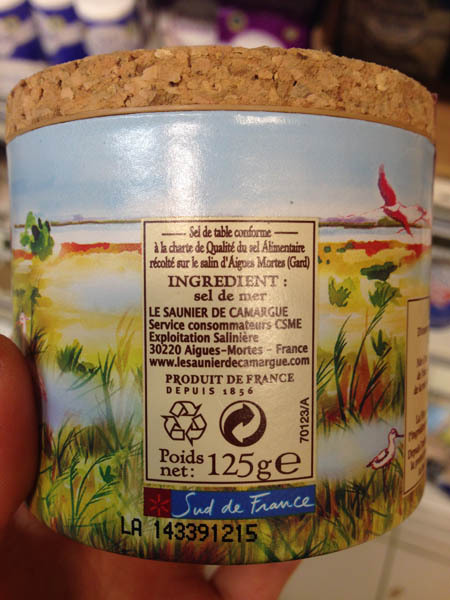 Sel de table conforme
à la charte de Qualité du sel Alimentaire
récolté sur le salin d'Aigues Mortes (Gard)
INGREDIENT :
sel de mer
LE SAUNIER DE CAMARGUE
Service consommateurs CSME
Exploitation Salinière
30220 Aigues-Mortes - France
www.lesaunierdecamargue.com
PRODUIT DE FRANCE
DEPUIS 1856
70123/A
Poids
net: 125g℮
Sud de France
LA 143391215